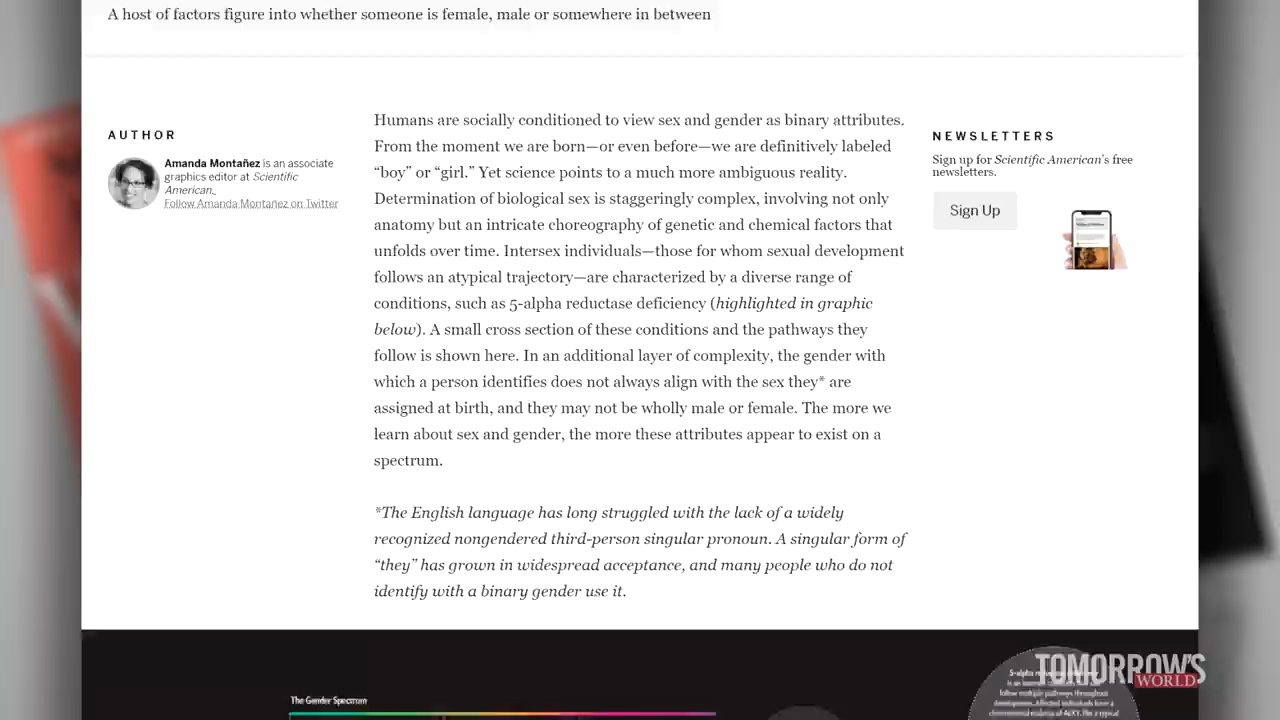 A host of factors figure into whether someone is female, male or somewhere in between
AUTHOR
Amanda Montañez is an associate
graphics editor at Scientific
American.
Follow Amanda Montañez on Twitter
Humans are socially conditioned to view sex and gender as binary attributes.
From the moment we are born—or even before—we are definitively labeled
“boy” or “girl.” Yet science points to a much more ambiguous reality.
Determination of biological sex is staggeringly complex, involving not only
anatomy but an intricate choreography of genetic and chemical factors that
unfolds over time. Intersex individuals—those for whom sexual development
follows an atypical trajectory—are characterized by a diverse range of
conditions, such as 5-alpha reductase deficiency (highlighted in graphic
below). A small cross section of these conditions and the pathways they
follow is shown here. In an additional layer of complexity, the gender with
which a person identifies does not always align with the sex they* are
assigned at birth, and they may not be wholly male or female. The more we
learn about sex and gender, the more these attributes appear to exist on a
spectrum.
*The English language has long struggled with the lack of a widely
recognized nongendered third-person singular pronoun. A singular form of
“they” has grown in widespread acceptance, and many people who do not
identify with a binary gender use it.
NEWSLETTERS
Sign up for Scientific American’s free
newsletters.
Sign Up
The Gender Spectrum
TOMORROW'S
WORLD